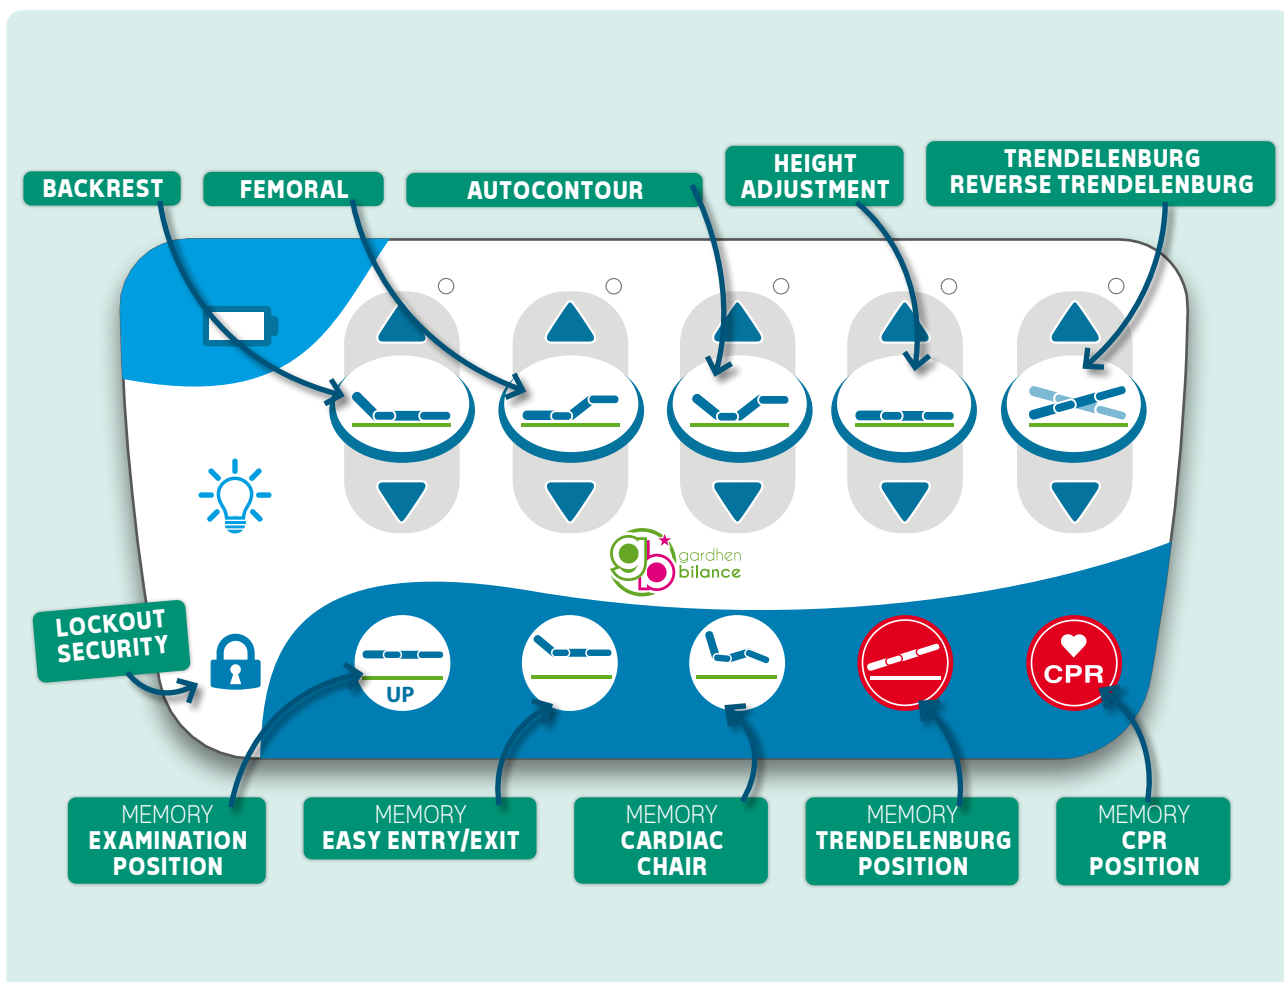 BACKREST
FEMORAL
AUTOCONTOUR
HEIGHT
ADJUSTMENT
TRENDELENBURG
REVERSE TRENDELENBURG
gb
gardhen
bilance
LOCKOUT
SECURITY
UP
CPR
MEMORY
EXAMINATION
POSITION
MEMORY
EASY ENTRY/EXIT
MEMORY
CARDIAC
CHAIR
MEMORY
TRENDELENBURG
POSITION
MEMORY
CPR
POSITION